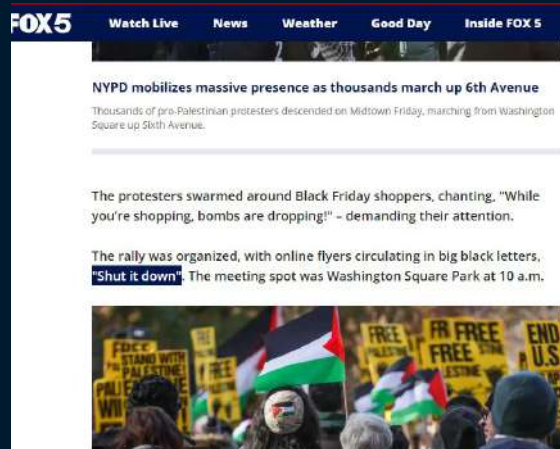 FOX 5 Watch Live News Weather Good Day Inside FOX 5
NYPD mobilizes massive presence as thousands march up 6th Avenue
Thousands of pro-Palestinian protesters descended on Midtown Friday, marching from Washington
Square up Sixth Avenue.
The protesters swarmed around Black Friday shoppers, chanting, "While
you're shopping, bombs are dropping!" – demanding their attention.
The rally was organized, with online flyers circulating in big black letters,
"Shut it down". The meeting spot was Washington Square Park at 10 a.m.
FREE
STAND WITH
PALESTINE!
FREE
FREE
FR
FREE
FREE
END
U.S.